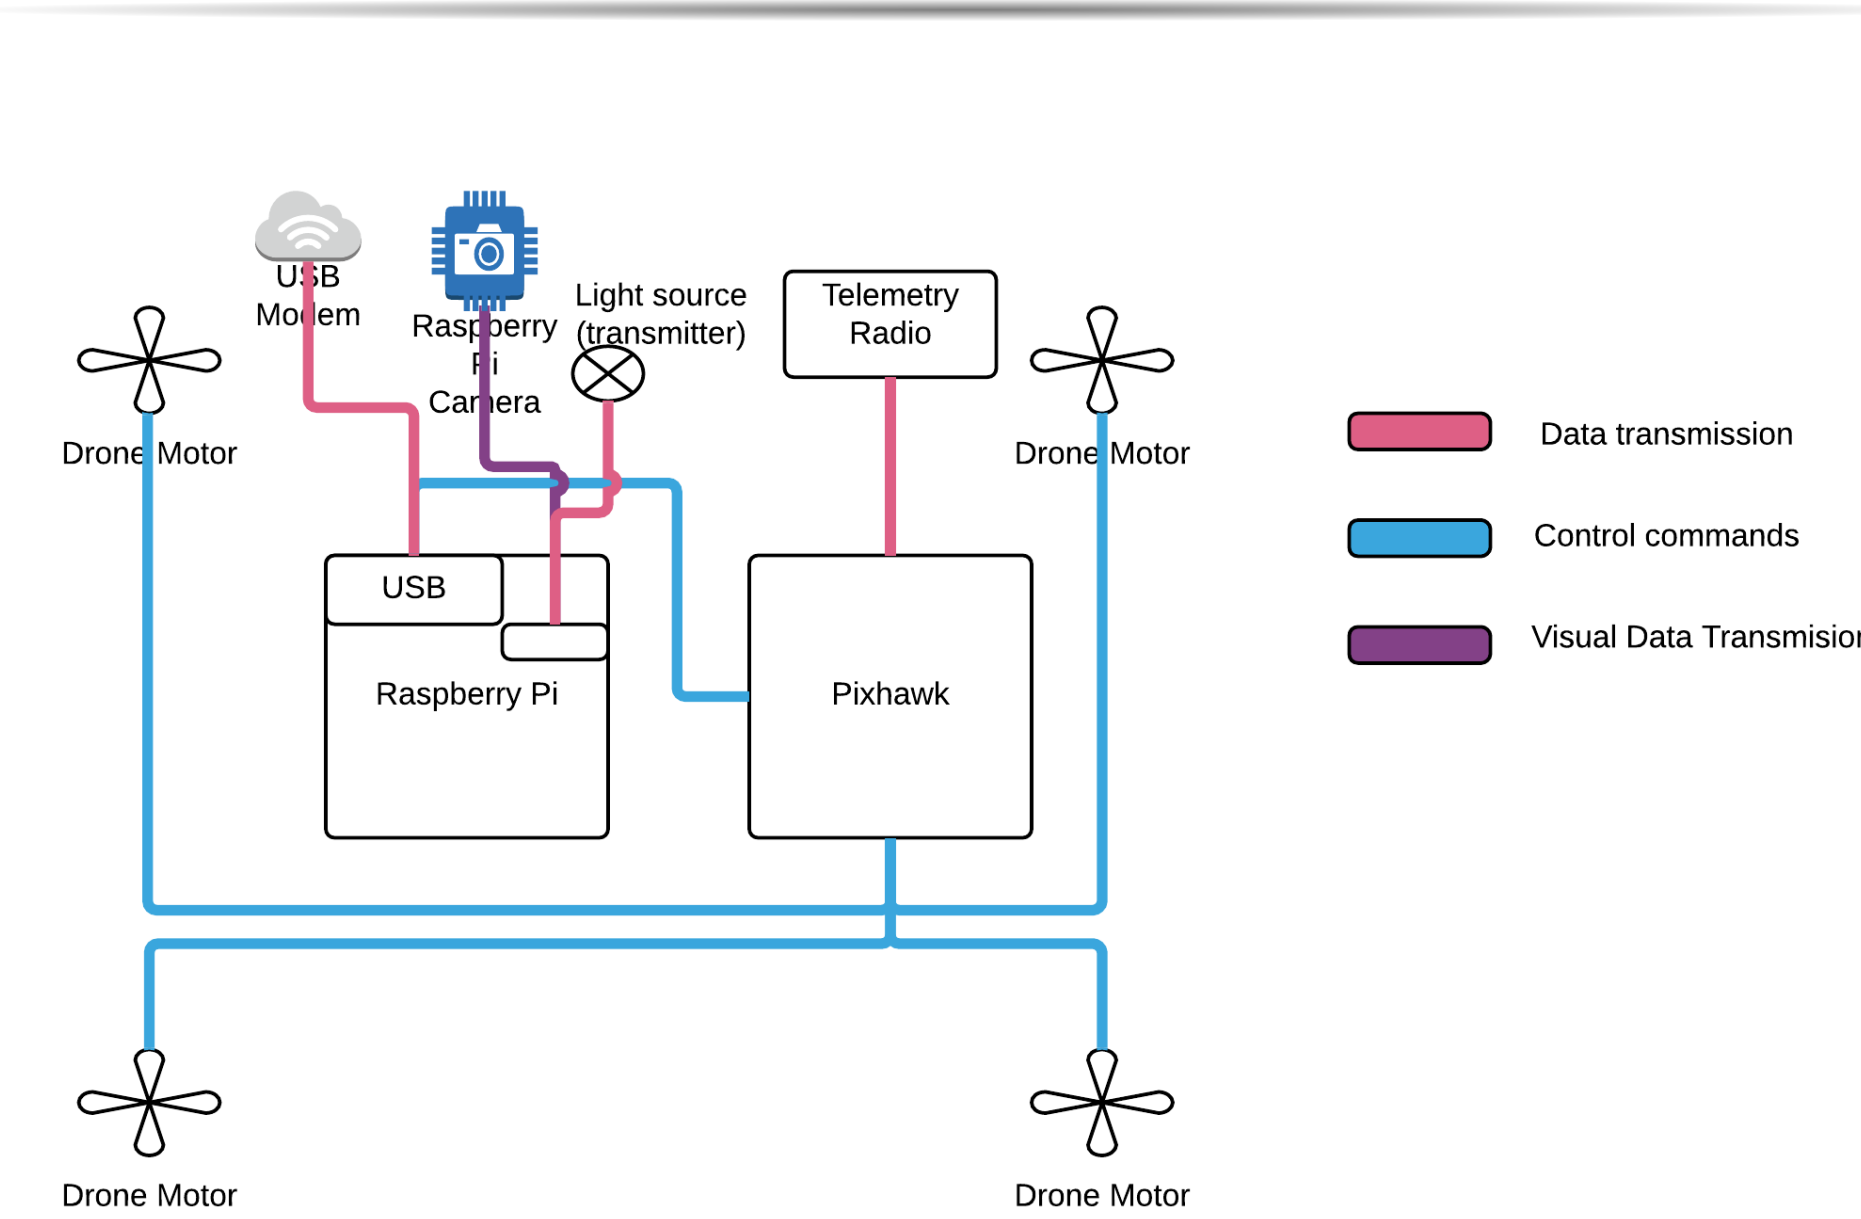 USB
Modem
Raspberry
Pi
Camera
Light source
(transmitter)
Telemetry
Radio
Drone Motor
Drone Motor
Data transmission
Control commands
Visual Data Transmision
USB
Raspberry Pi
Pixhawk
Drone Motor
Drone Motor